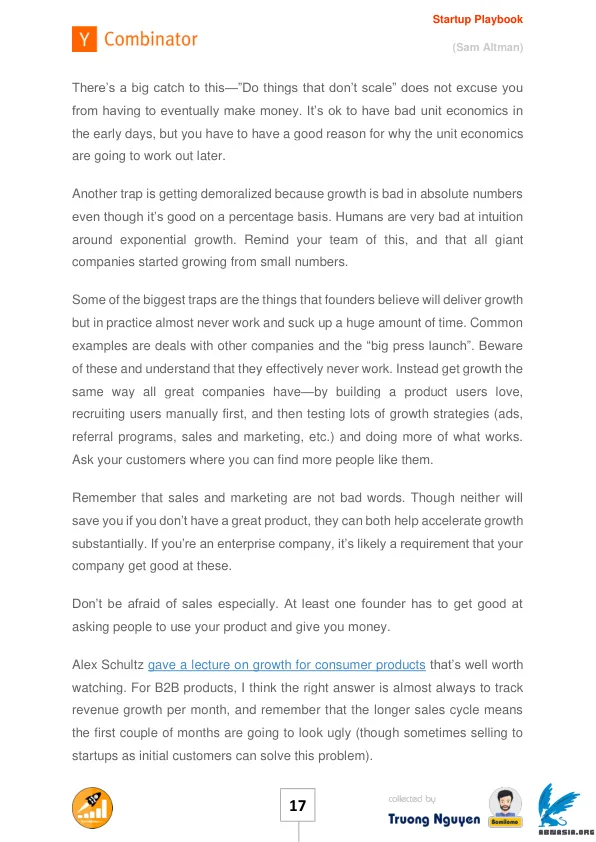 Startup Playbook
Y Combinator
(Sam Altman)
There’s a big catch to this—”Do things that don’t scale” does not excuse you
from having to eventually make money. It’s ok to have bad unit economics in
the early days, but you have to have a good reason for why the unit economics
are going to work out later.
Another trap is getting demoralized because growth is bad in absolute numbers
even though it’s good on a percentage basis. Humans are very bad at intuition
around exponential growth. Remind your team of this, and that all giant
companies started growing from small numbers.
Some of the biggest traps are the things that founders believe will deliver growth
but in practice almost never work and suck up a huge amount of time. Common
examples are deals with other companies and the “big press launch”. Beware
of these and understand that they effectively never work. Instead get growth the
same way all great companies have—by building a product users love,
recruiting users manually first, and then testing lots of growth strategies (ads,
referral programs, sales and marketing, etc.) and doing more of what works.
Ask your customers where you can find more people like them.
Remember that sales and marketing are not bad words. Though neither will
save you if you don’t have a great product, they can both help accelerate growth
substantially. If you’re an enterprise company, it’s likely a requirement that your
company get good at these.
Don’t be afraid of sales especially. At least one founder has to get good at
asking people to use your product and give you money.
Alex Schultz gave a lecture on growth for consumer products that’s well worth
watching. For B2B products, I think the right answer is almost always to track
revenue growth per month, and remember that the longer sales cycle means
the first couple of months are going to look ugly (though sometimes selling to
startups as initial customers can solve this problem).
17
collected by
Truong Nguyen
Bomlama
ABNASIA.ORG